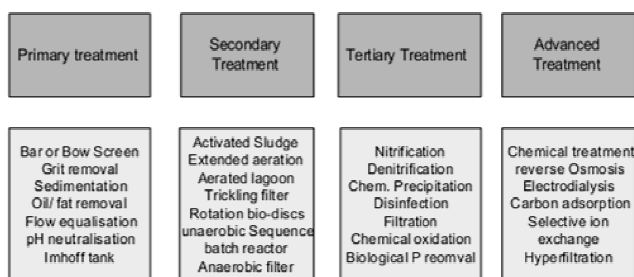 Primary treatment
Secondary
Treatment
Tertiary Treatment
Advanced
Treatment
Bar or Bow Screen
Grit removal
Sedimentation
Oil/ fat removal
Flow equalisation
pH neutralisation
Imhoff tank
Activated Sludge
Extended aeration
Aerated lagoon
Trickling filter
Rotation bio-discs
unaerobic Sequence
batch reactor
Anaerobic filter
Nitrification
Denitrification
Chem. Precipitation
Disinfection
Filtration
Chemical oxidation
Biological P reomval
Chemical treatment
reverse Osmosis
Electrodialysis
Carbon adsorption
Selective ion
exchange
Hyperfiltration